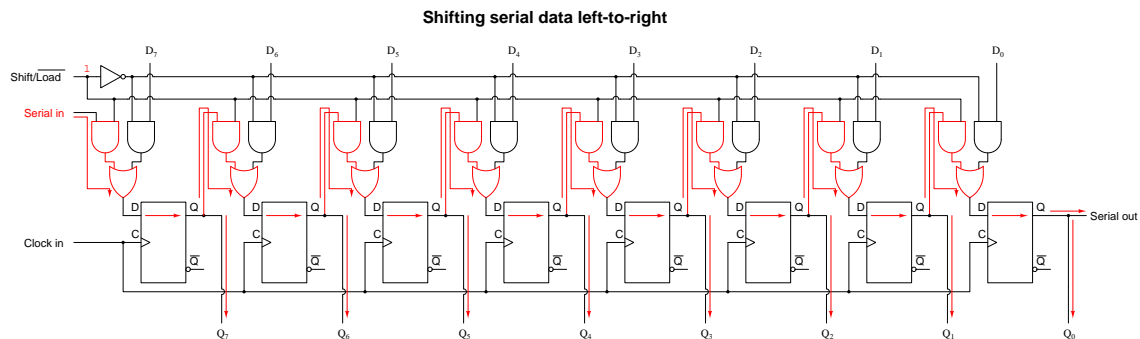 Shifting serial data left-to-right
D7 D6 D5 D4 D3 D2 D1 D0
Shift/Load 1
Serial in
D Q D Q D Q D Q D Q D Q D Q D Q
Serial out
Clock in
C C C C C C C C
Q Q Q Q Q Q Q Q
Q7 Q6 Q5 Q4 Q3 Q2 Q1 Q0